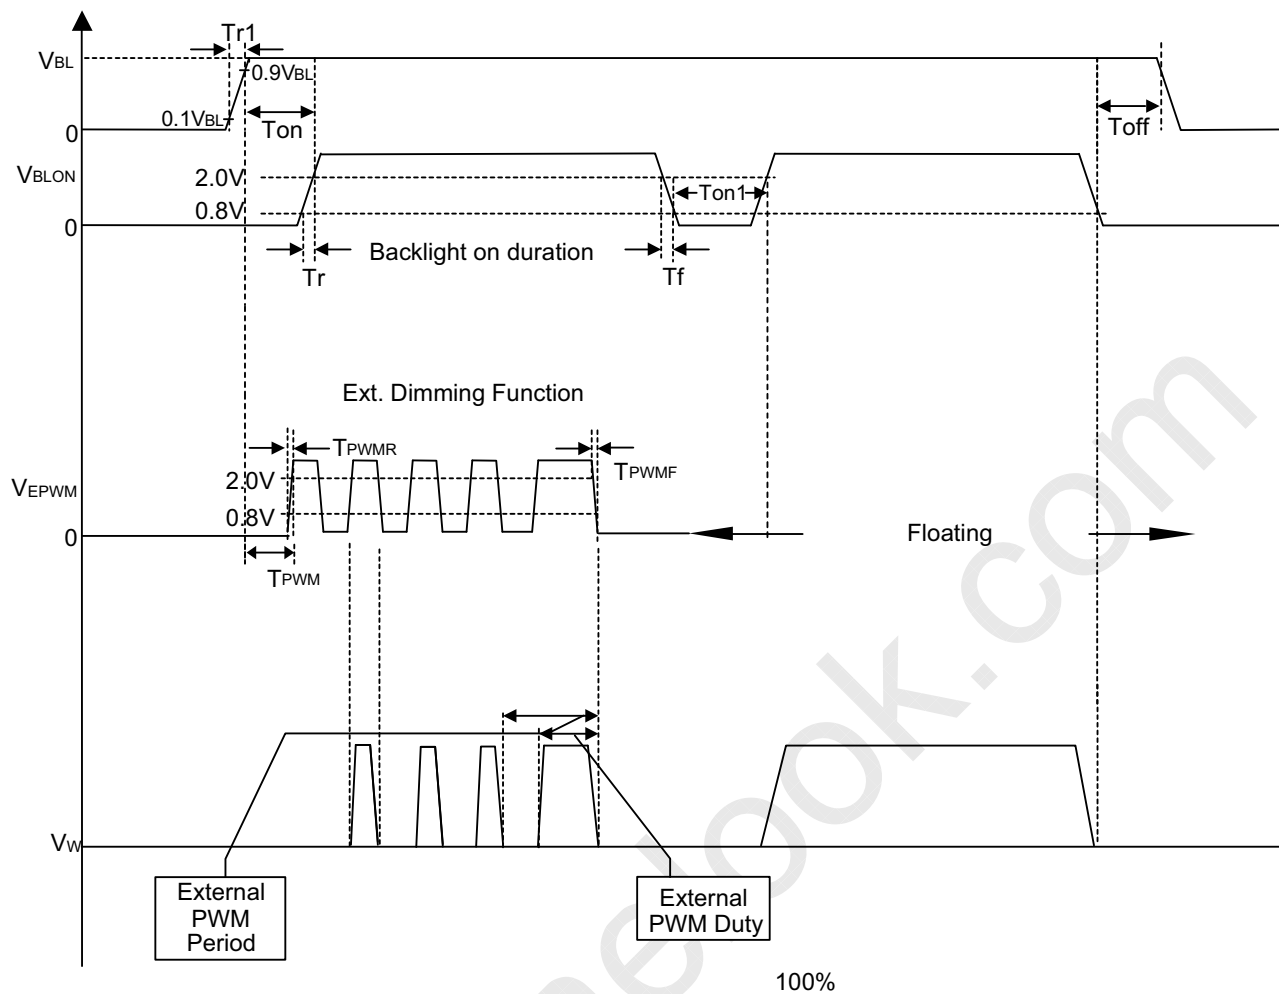 Tr1
VBL
0.9VBL
0.1VBL
Ton
Toff
0
VBLON
2.0V
Ton1
0.8V
0
Backlight on duration
Tr
Tf
Ext. Dimming Function
TPWMR
TPWMF
2.0V
VEPWM
0.8V
0
Floating
TPWM
VW
External
PWM
Period
External
PWM Duty
100%
nelook.com